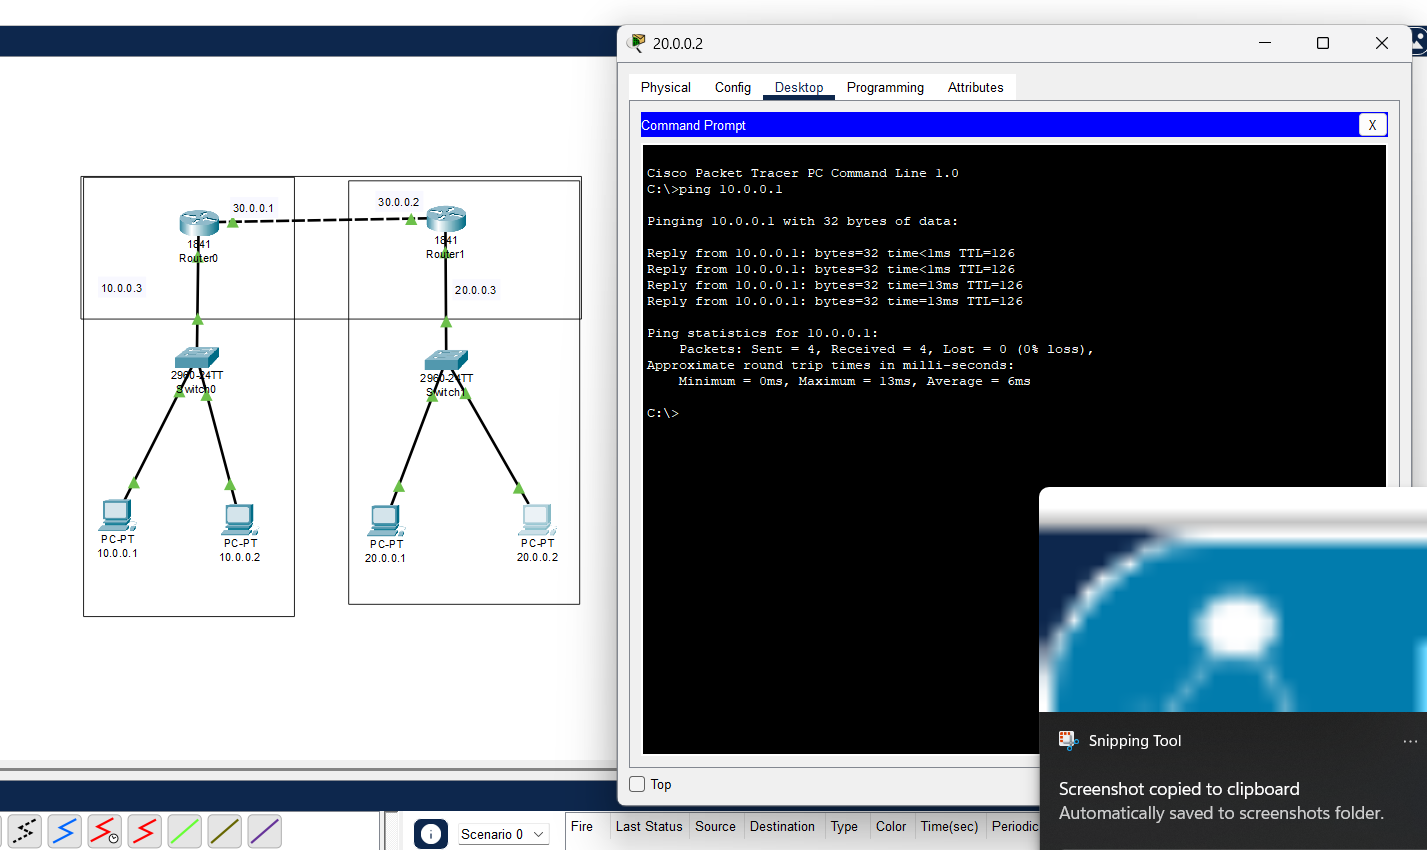 30.0.0.1
30.0.0.2
1841
Router0
1841
Router1
10.0.0.3
20.0.0.3
2960-24TT
Switch0
2960-24TT
Switch1
PC-PT
10.0.0.1
PC-PT
10.0.0.2
PC-PT
20.0.0.1
PC-PT
20.0.0.2
20.0.0.2
Physical Config Desktop Programming Attributes
Command Prompt
X
Cisco Packet Tracer PC Command Line 1.0
C:\>ping 10.0.0.1
Pinging 10.0.0.1 with 32 bytes of data:
Reply from 10.0.0.1: bytes=32 time<1ms TTL=126
Reply from 10.0.0.1: bytes=32 time<1ms TTL=126
Reply from 10.0.0.1: bytes=32 time=13ms TTL=126
Reply from 10.0.0.1: bytes=32 time=13ms TTL=126
Ping statistics for 10.0.0.1:
Packets: Sent = 4, Received = 4, Lost = 0 (0% loss),
Approximate round trip times in milli-seconds:
Minimum = 0ms, Maximum = 13ms, Average = 6ms
C:\>
Top
Snipping Tool
Screenshot copied to clipboard
Automatically saved to screenshots folder.
Scenario 0
Fire Last Status Source Destination Type Color Time(sec) Periodic